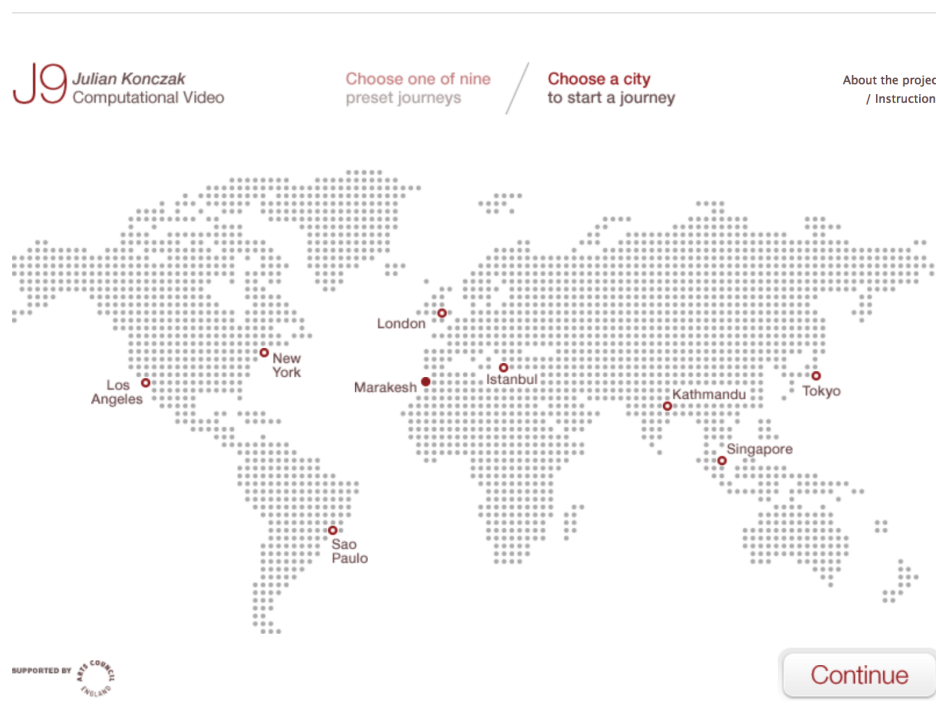 J9 Julian Konczak
Computational Video
Choose one of nine
preset journeys
Choose a city
to start a journey
About the projec
/ Instruction
London
New
York
Los
Angeles
Marakesh
Istanbul
Kathmandu
Tokyo
Singapore
Sao
Paulo
SUPPORTED BY
ARTS COUNCIL
ENGLAND
Continue